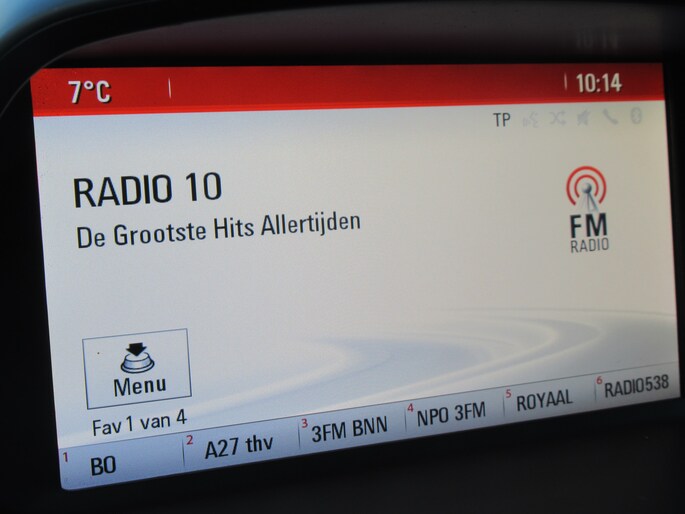 7°C
10:14
TP
RADIO 10
De Grootste Hits Allertijden
FM
RADIO
Menu
Fav 1 van 4
1 BO
2 A27 thv
3 3FM BNN
4 NPO 3FM
5 ROYAAL
6 RADIO538